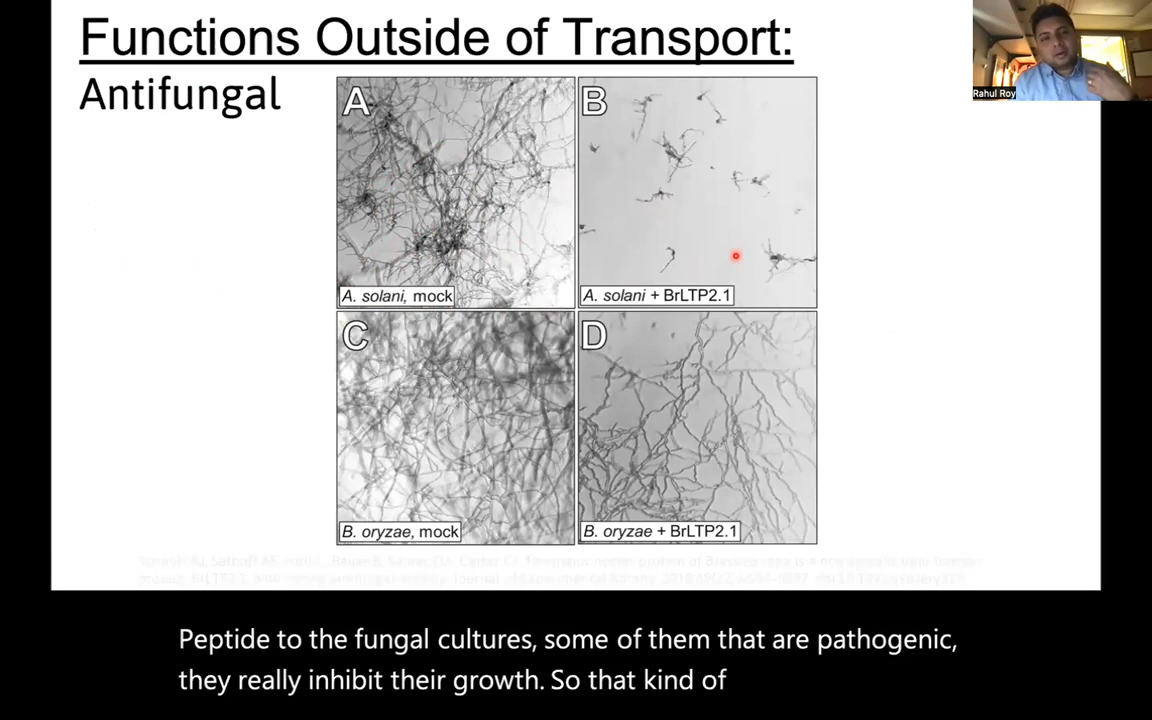 Functions Outside of Transport:
Antifungal
Rahul Roy
A
B
A. solani, mock
A. solani + BrLTP2.1
C
D
B. oryzae, mock
B. oryzae + BrLTP2.1
Peptide to the fungal cultures, some of them that are pathogenic,
they really inhibit their growth. So that kind of